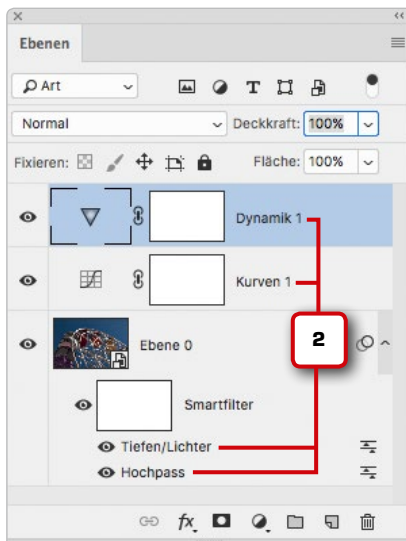 Ebenen
Art
Normal Deckkraft: 100%
Fixieren: Fläche: 100%
Dynamik 1
Kurven 1
2
Ebene 0
Smartfilter
Tiefen/Lichter
Hochpass
fx